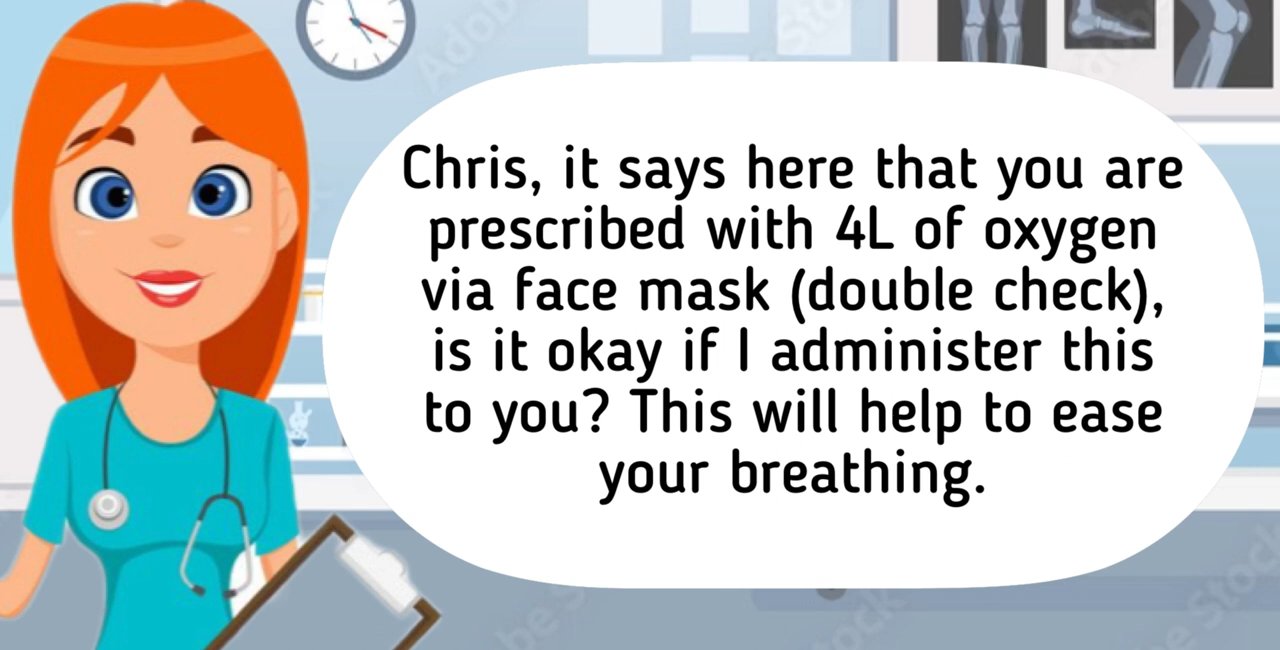 Chris, it says here that you are
prescribed with 4L of oxygen
via face mask (double check),
is it okay if I administer this
to you? This will help to ease
your breathing.